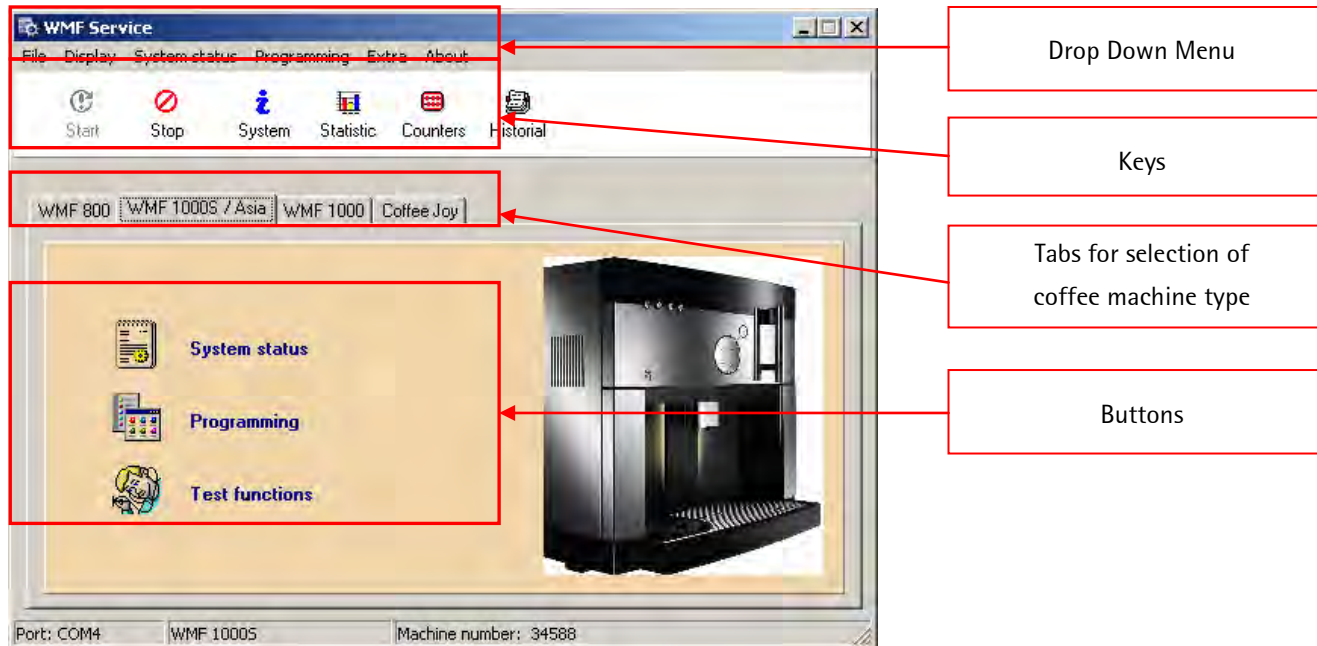 WMF Service
File Display System status Programming Extra About
Start Stop System Statistic Counters Historial
WMF 800 WMF 1000S / Asia WMF 1000 Coffee Joy
System status
Programming
Test functions
Port: COM4 WMF 1000S Machine number: 34588
Drop Down Menu
Keys
Tabs for selection of
coffee machine type
Buttons